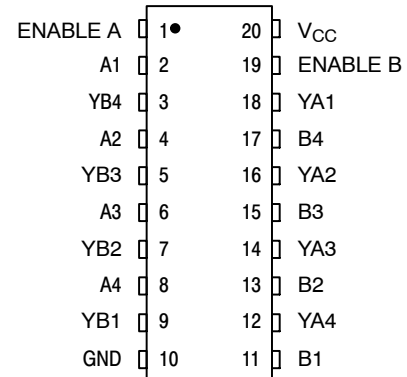 ENABLE A 1 20 VCC
A1 2 19 ENABLE B
YB4 3 18 YA1
A2 4 17 B4
YB3 5 16 YA2
A3 6 15 B3
YB2 7 14 YA3
A4 8 13 B2
YB1 9 12 YA4
GND 10 11 B1